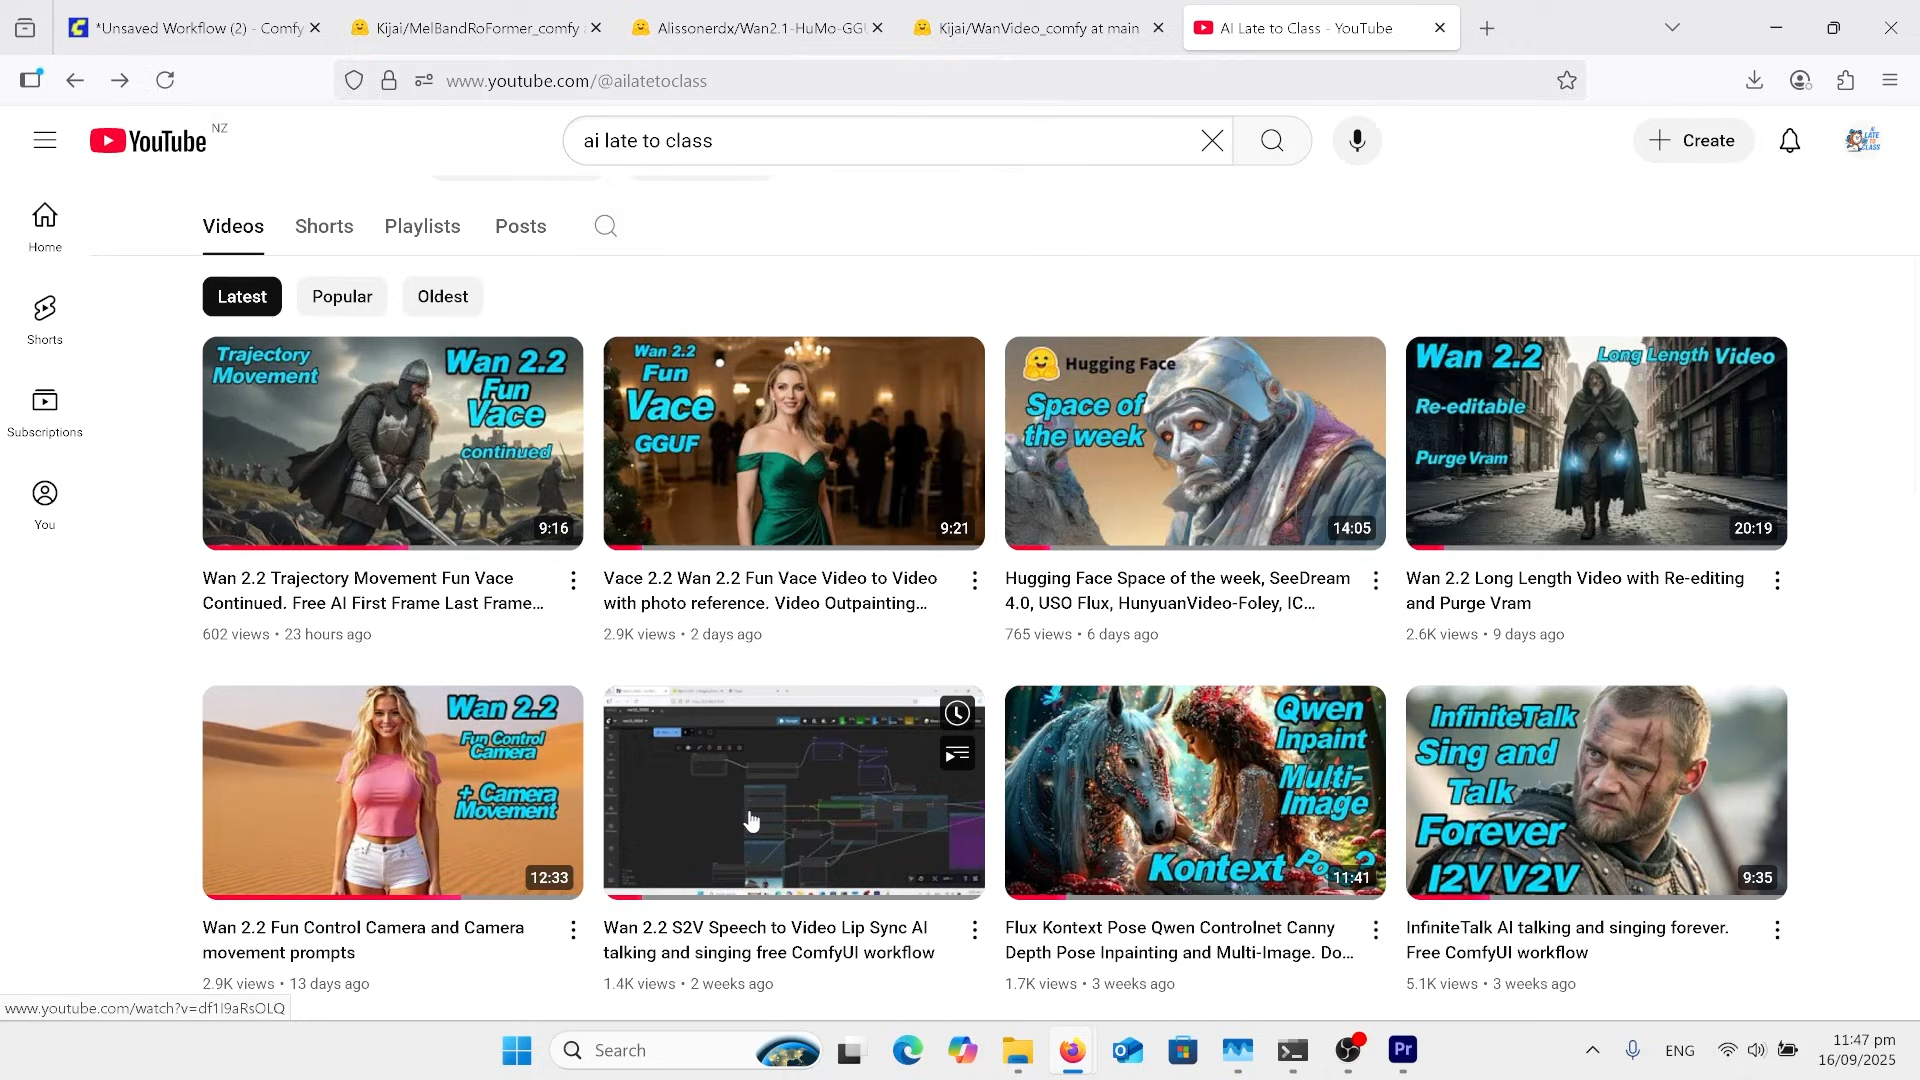 *Unsaved Workflow (2) - Comfy
Kijai/MelBandRoFormer_comfy
Alissonerdx/Wan2.1-HuMo-GGU
Kijai/WanVideo_comfy at main
AI Late to Class - YouTube
www.youtube.com/@ailatetoclass
YouTube NZ
ai late to class
Create
Home
Shorts
Subscriptions
You
Videos
Shorts
Playlists
Posts
Latest
Popular
Oldest
Trajectory
Movement
Wan 2.2
Fun
Vace
continued
9:16
Wan 2.2
Fun
Vace
GGUF
9:21
Hugging Face
Space of
the week
14:05
Wan 2.2
Long Length Video
Re-editable
Purge Vram
20:19
Wan 2.2 Trajectory Movement Fun Vace
Continued. Free AI First Frame Last Frame...
602 views • 23 hours ago
Vace 2.2 Wan 2.2 Fun Vace Video to Video
with photo reference. Video Outpainting...
2.9K views • 2 days ago
Hugging Face Space of the week, SeeDream
4.0, USO Flux, HunyuanVideo-Foley, IC...
765 views • 6 days ago
Wan 2.2 Long Length Video with Re-editing
and Purge Vram
2.6K views • 9 days ago
Wan 2.2
Fun Control
Camera
+ Camera
Movement
12:33
Qwen
Inpaint
Multi-
Image
Kontext
11:41
InfiniteTalk
Sing and
Talk
Forever
I2V V2V
9:35
Wan 2.2 Fun Control Camera and Camera
movement prompts
2.9K views • 13 days ago
Wan 2.2 S2V Speech to Video Lip Sync AI
talking and singing free ComfyUI workflow
1.4K views • 2 weeks ago
Flux Kontext Pose Qwen Controlnet Canny
Depth Pose Inpainting and Multi-Image. Do...
1.7K views • 3 weeks ago
InfiniteTalk AI talking and singing forever.
Free ComfyUI workflow
5.1K views • 3 weeks ago
www.youtube.com/watch?v=df1I9aRsOLQ
Search
Pr
ENG
11:47 pm
16/09/2025